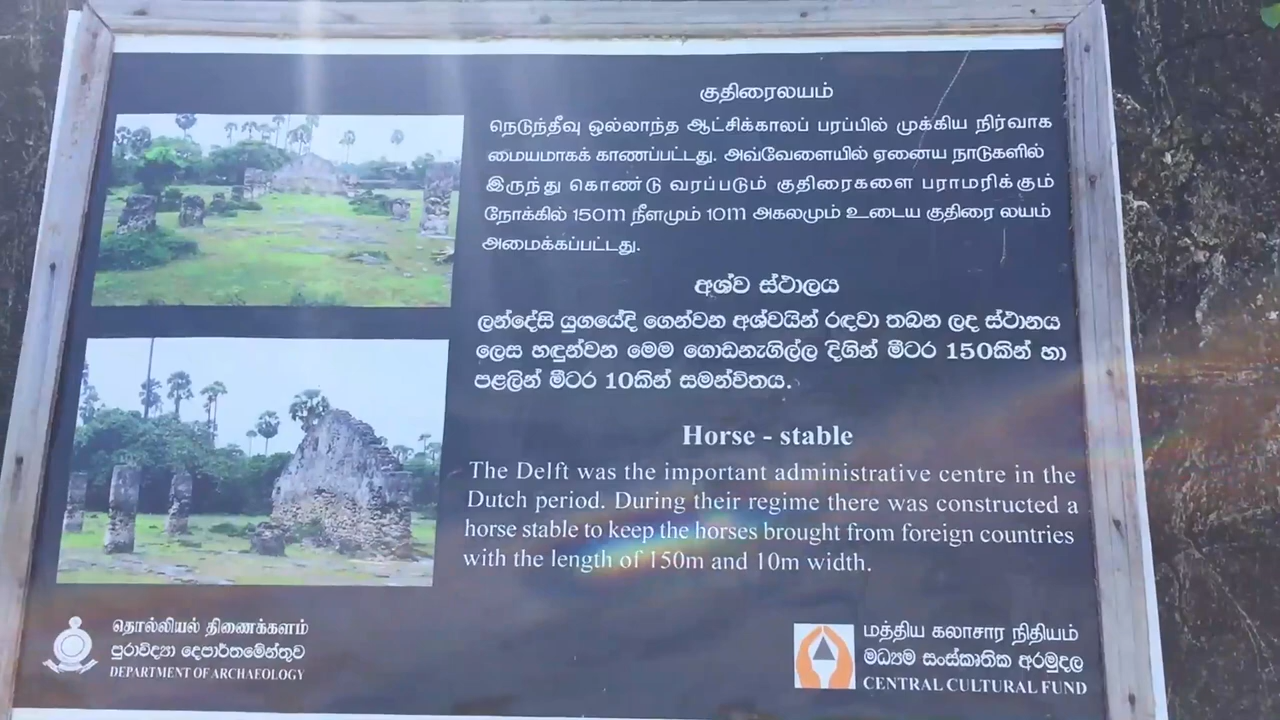 குதிரைலயம்
நெடுந்தீவு ஒல்லாந்த ஆட்சிக்காலப் பரப்பில் முக்கிய நிர்வாக
மையமாகக் காணப்பட்டது. அவ்வேளையில் ஏனைய நாடுகளில்
இருந்து கொண்டு வரப்படும் குதிரைகளை பராமரிக்கும்
நோக்கில் 150m நீளமும் 10m அகலமும் உடைய குதிரை லயம்
அமைக்கப்பட்டது.
අශ්ව ස්ථාලය
ලන්දේසි යුගයේදි ගෙන්වන අශ්වයින් රඳවා තබන ලද ස්ථානය
ලෙස හඳුන්වන මෙම ගොඩනැගිල්ල දිගින් මීටර 150කින් හා
පළලින් මීටර 10කින් සමන්විතය.
Horse - stable
The Delft was the important administrative centre in the
Dutch period. During their regime there was constructed a
horse stable to keep the horses brought from foreign countries
with the length of 150m and 10m width.
தொல்லியல் திணைக்களம்
පුරාවිද්‍යා දෙපාර්තමේන්තුව
DEPARTMENT OF ARCHAEOLOGY
மத்திய கலாசார நிதியம்
මධ්‍යම සංස්කෘතික අරමුදල
CENTRAL CULTURAL FUND